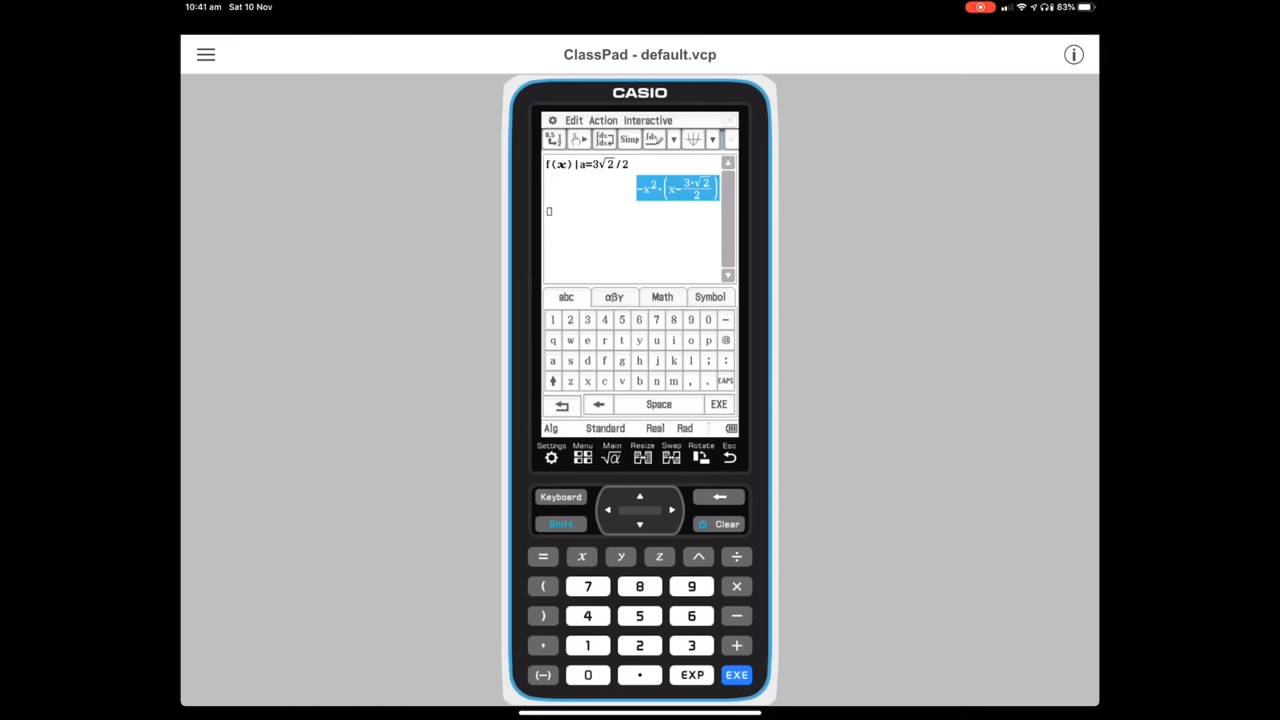 10:41 am Sat 10 Nov 83%
ClassPad - default.vcp
CASIO
Edit Action Interactive
Simp
f(x)|a=3√2/2
-x²·(x-3·√2/2)
abc αβγ Math Symbol
1 2 3 4 5 6 7 8 9 0 -
q w e r t y u i o p @
a s d f g h j k l ; :
z x c v b n m , . CAPS
Space EXE
Alg Standard Real Rad
Settings Menu Main Resize Swap Rotate Esc
√α
Keyboard
Shift Clear
= x y z ^ ÷
( 7 8 9 ×
) 4 5 6 −
, 1 2 3 +
(−) 0 . EXP EXE